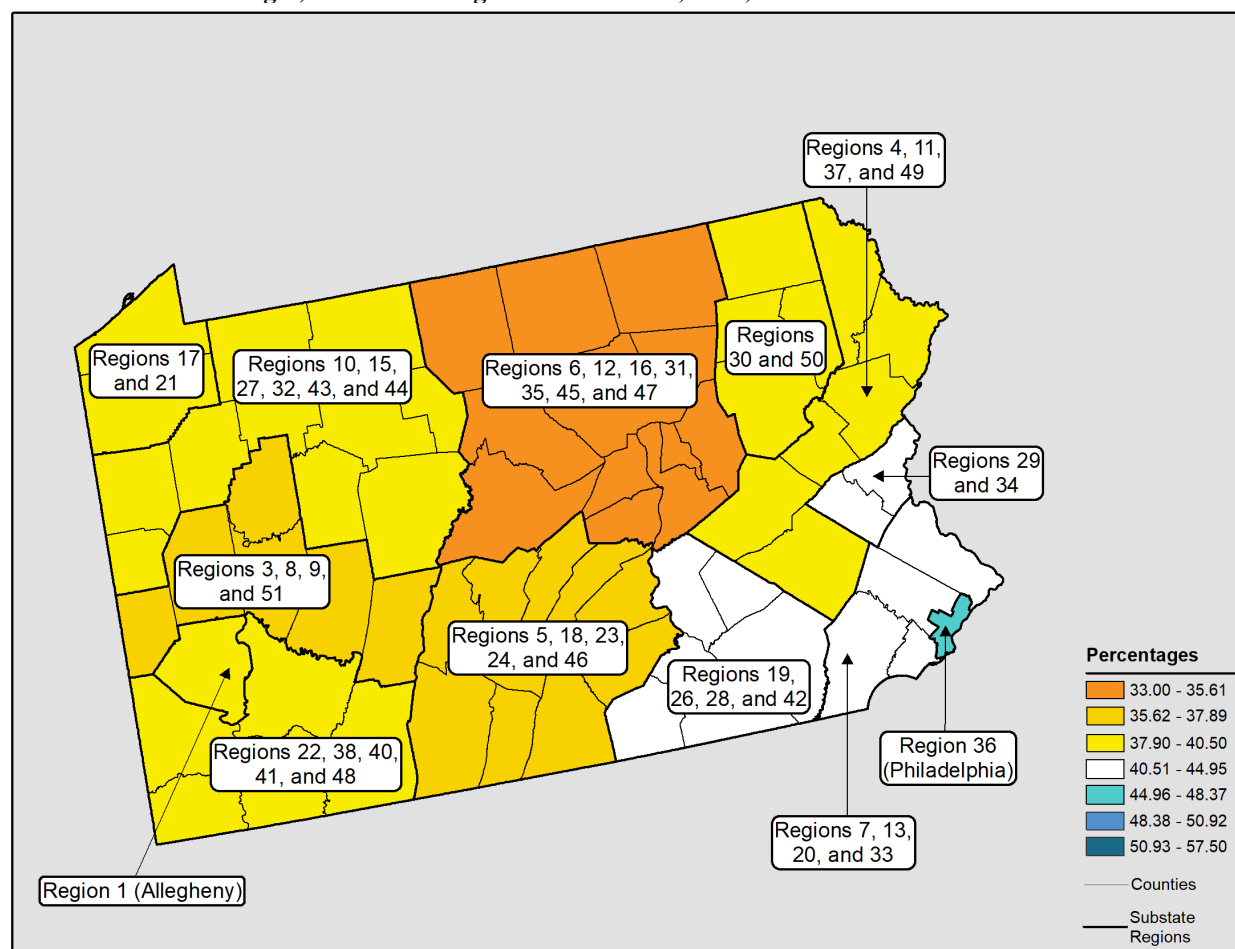 Regions 4, 11,
37, and 49
Regions 17
and 21
Regions 10, 15,
27, 32, 43, and 44
Regions 6, 12, 16, 31,
35, 45, and 47
Regions
30 and 50
Regions 29
and 34
Regions 3, 8, 9,
and 51
Regions 5, 18, 23,
24, and 46
Regions 19,
26, 28, and 42
Regions 22, 38, 40,
41, and 48
Region 36
(Philadelphia)
Regions 7, 13,
20, and 33
Region 1 (Allegheny)
Percentages
33.00 - 35.61
35.62 - 37.89
37.90 - 40.50
40.51 - 44.95
44.96 - 48.37
48.38 - 50.92
50.93 - 57.50
Counties
Substate
Regions